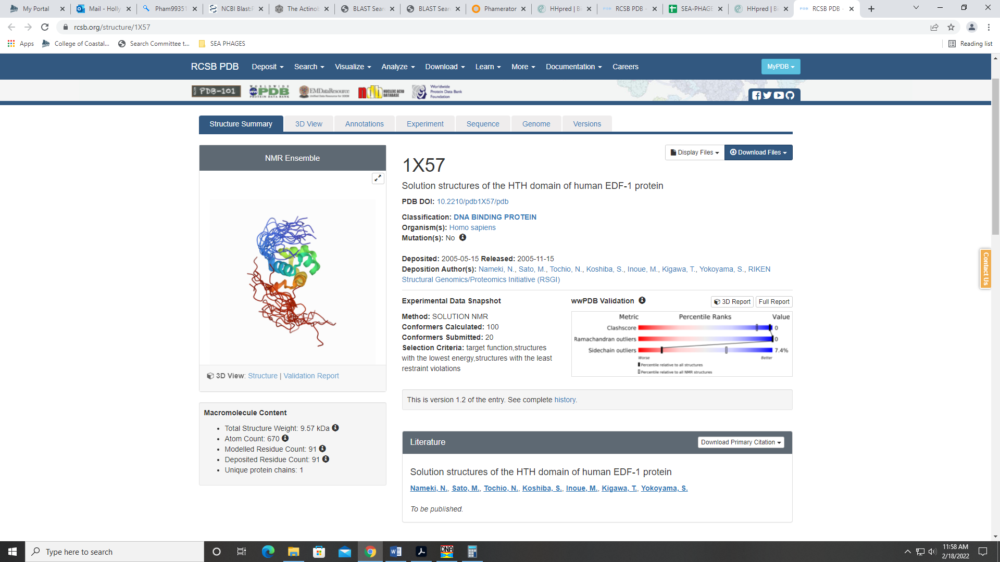 My Portal
Mail - Holly
Pham99351
NCBI Blast:P
The Actinob
BLAST Sear
BLAST Sear
Phamerator
HHpred | Bi
RCSB PDB -
SEA-PHAGE
HHpred | Bi
RCSB PDB -
rcsb.org/structure/1X57
Apps
College of Coastal...
Search Committee t...
SEA PHAGES
Reading list
RCSB PDB
Deposit
Search
Visualize
Analyze
Download
Learn
More
Documentation
Careers
MyPDB
PDB-101
WORLDWIDE
PDB
PROTEIN DATA BANK
EMDataResource
Unified Data Resource for 3DEM
ndb NUCLEIC ACID
DATABASE
Worldwide
Protein Data Bank
Foundation
Structure Summary
3D View
Annotations
Experiment
Sequence
Genome
Versions
NMR Ensemble
3D View: Structure | Validation Report
Macromolecule Content
• Total Structure Weight: 9.57 kDa
• Atom Count: 670
• Modelled Residue Count: 91
• Deposited Residue Count: 91
• Unique protein chains: 1
Display Files
Download Files
1X57
Solution structures of the HTH domain of human EDF-1 protein
PDB DOI: 10.2210/pdb1X57/pdb
Classification: DNA BINDING PROTEIN
Organism(s): Homo sapiens
Mutation(s): No
Deposited: 2005-05-15 Released: 2005-11-15
Deposition Author(s): Nameki, N., Sato, M., Tochio, N., Koshiba, S., Inoue, M., Kigawa, T., Yokoyama, S., RIKEN
Structural Genomics/Proteomics Initiative (RSGI)
Experimental Data Snapshot
Method: SOLUTION NMR
Conformers Calculated: 100
Conformers Submitted: 20
Selection Criteria: target function,structures
with the lowest energy,structures with the least
restraint violations
wwPDB Validation
3D Report
Full Report
Metric Percentile Ranks Value
Clashscore 0
Ramachandran outliers 0
Sidechain outliers 7.4%
Worse Better
Percentile relative to all structures
Percentile relative to all NMR structures
This is version 1.2 of the entry. See complete history.
Literature
Download Primary Citation
Solution structures of the HTH domain of human EDF-1 protein
Nameki, N., Sato, M., Tochio, N., Koshiba, S., Inoue, M., Kigawa, T., Yokoyama, S.
To be published.
Contact Us
Type here to search
DNA
11:58 AM
2/18/2022